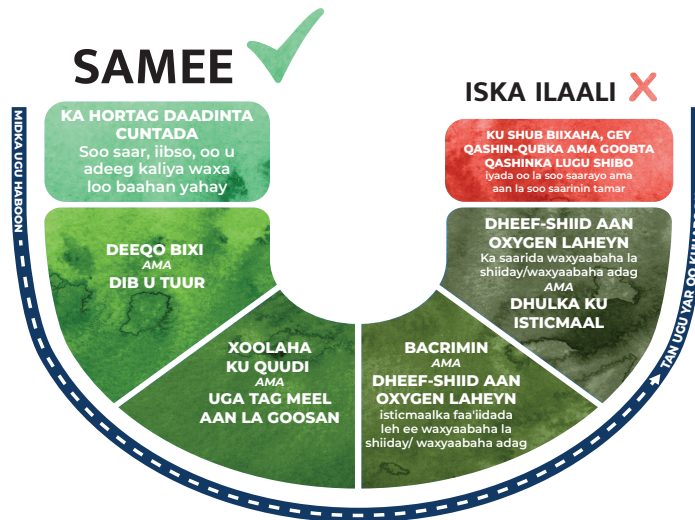 SAMEE
ISKA ILAALI
MIDKA UGU HABOON
KA HORTAG DAADINTA
CUNTADA
Soo saar, iibso, oo u
adeeg kaliya waxa
loo baahan yahay
DEEQO BIXI
AMA
DIB U TUUR
XOOLAHA
KU QUUDI
AMA
UGA TAG MEEL
AAN LA GOOSAN
BACRIMIN
AMA
DHEEF-SHIID AAN
OXYGEN LAHEYN
isticmaalka faa'iidada
leh ee waxyaabaha la
shiiday/ waxyaabaha adag
DHEEF-SHIID AAN
OXYGEN LAHEYN
Ka saarida waxyaabaha la
shiiday/waxyaabaha adag
AMA
DHULKA KU
ISTICMAAL
KU SHUB BIIXAHA, GEY
QASHIN-QUBKA AMA GOOBTA
QASHINKA LUGU SHIBO
iyada oo la soo saarayo ama
aan la soo saarinin tamar
TAN UGU YAR OO